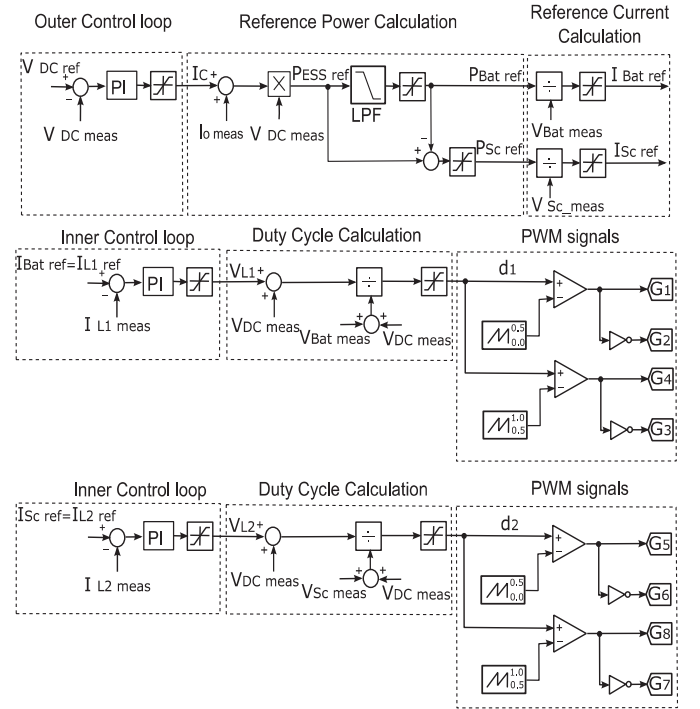 Outer Control loop
Reference Power Calculation
Reference Current Calculation
V DC ref
+
−
PI
V DC meas
IC +
+
Io meas
X
V DC meas
PESS ref
LPF
PBat ref
−
+
PSc ref
÷
VBat meas
I Bat ref
÷
V Sc_meas
ISc ref
Inner Control loop
Duty Cycle Calculation
PWM signals
IBat ref=IL1 ref
+
−
PI
I L1 meas
VL1+
+
VDC meas
÷
+
+
VBat meas
VDC meas
d1
+
−
0.5
0.0
G1
G2
+
−
1.0
0.5
G4
G3
Inner Control loop
Duty Cycle Calculation
PWM signals
ISc ref=IL2 ref
+
−
PI
I L2 meas
VL2+
+
VDC meas
÷
+
+
VSc meas
VDC meas
d2
+
−
0.5
0.0
G5
G6
+
−
1.0
0.5
G8
G7